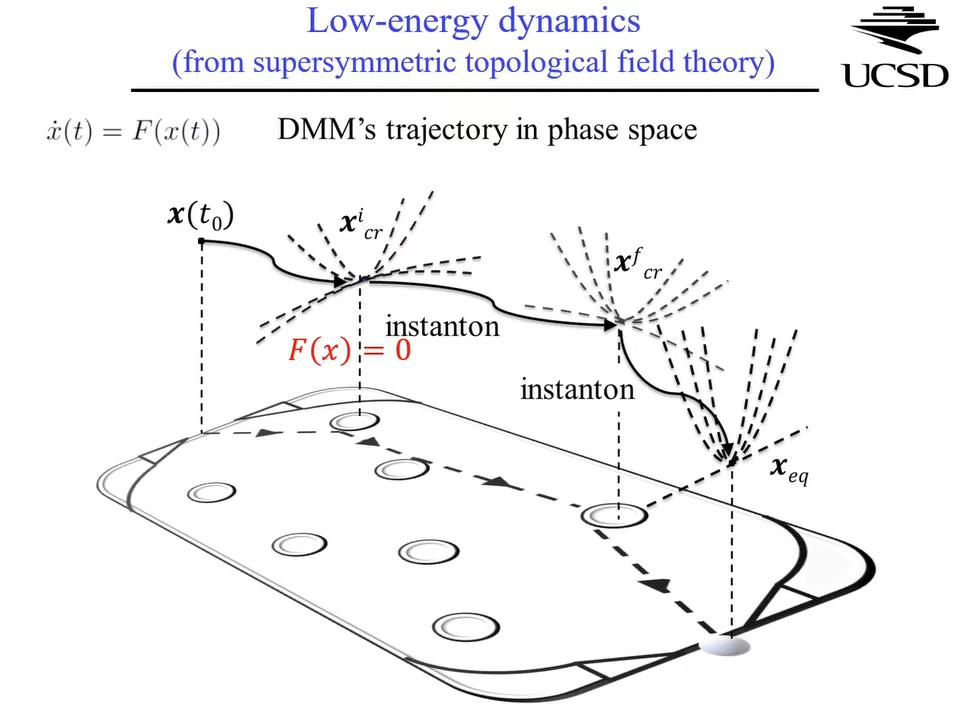 Low-energy dynamics
(from supersymmetric topological field theory)
UCSD
ẋ(t) = F(x(t))
DMM's trajectory in phase space
x(t₀)
xⁱcr
xᶠcr
instanton
F(x) = 0
instanton
xeq